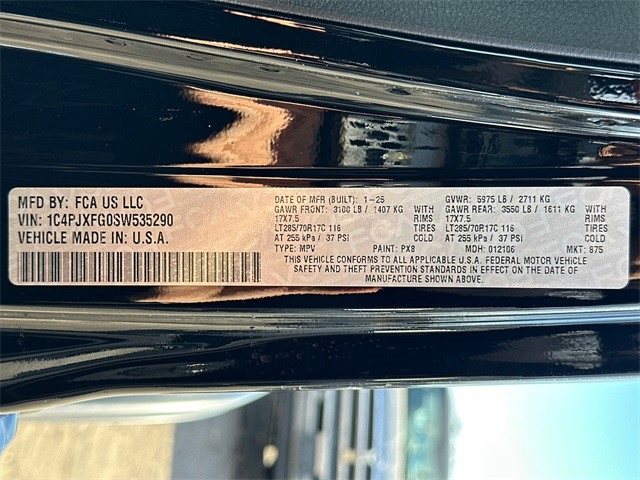 MFD BY: FCA US LLC
VIN: 1C4PJXFG0SW535290
VEHICLE MADE IN: U.S.A.
DATE OF MFR (BUILT): 1-25
GAWR FRONT: 3100 LB / 1407 KG WITH
17X7.5 RIMS
LT285/70R17C 116 TIRES
AT 255 kPa / 37 PSI COLD
TYPE: MPV PAINT: PX8
GVWR: 5975 LB / 2711 KG
GAWR REAR: 3550 LB / 1611 KG WITH
17X7.5 RIMS
LT285/70R17C 116 TIRES
AT 255 kPa / 37 PSI COLD
MDH: 012106 MKT: 875
THIS VEHICLE CONFORMS TO ALL APPLICABLE U.S.A. FEDERAL MOTOR VEHICLE
SAFETY AND THEFT PREVENTION STANDARDS IN EFFECT ON THE DATE OF
MANUFACTURE SHOWN ABOVE.